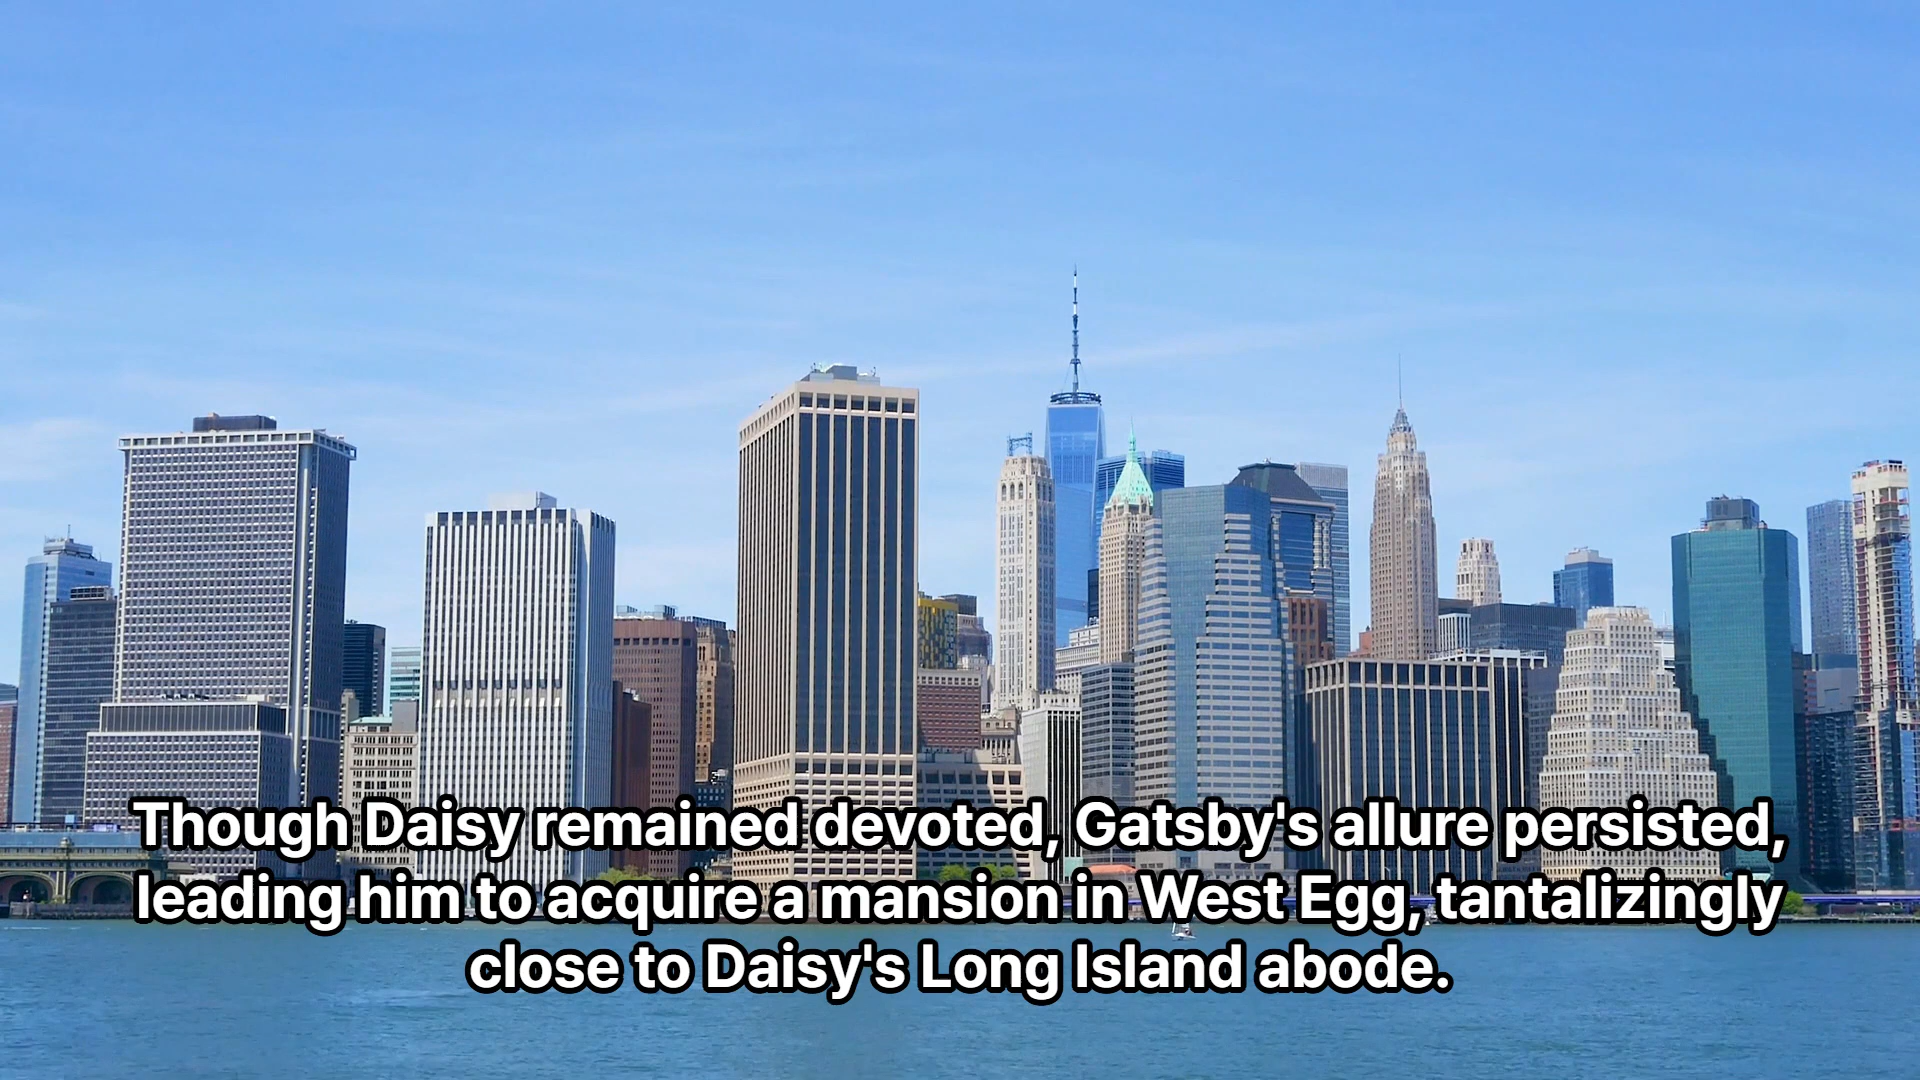 Though Daisy remained devoted, Gatsby's allure persisted,
leading him to acquire a mansion in West Egg, tantalizingly
close to Daisy's Long Island abode.